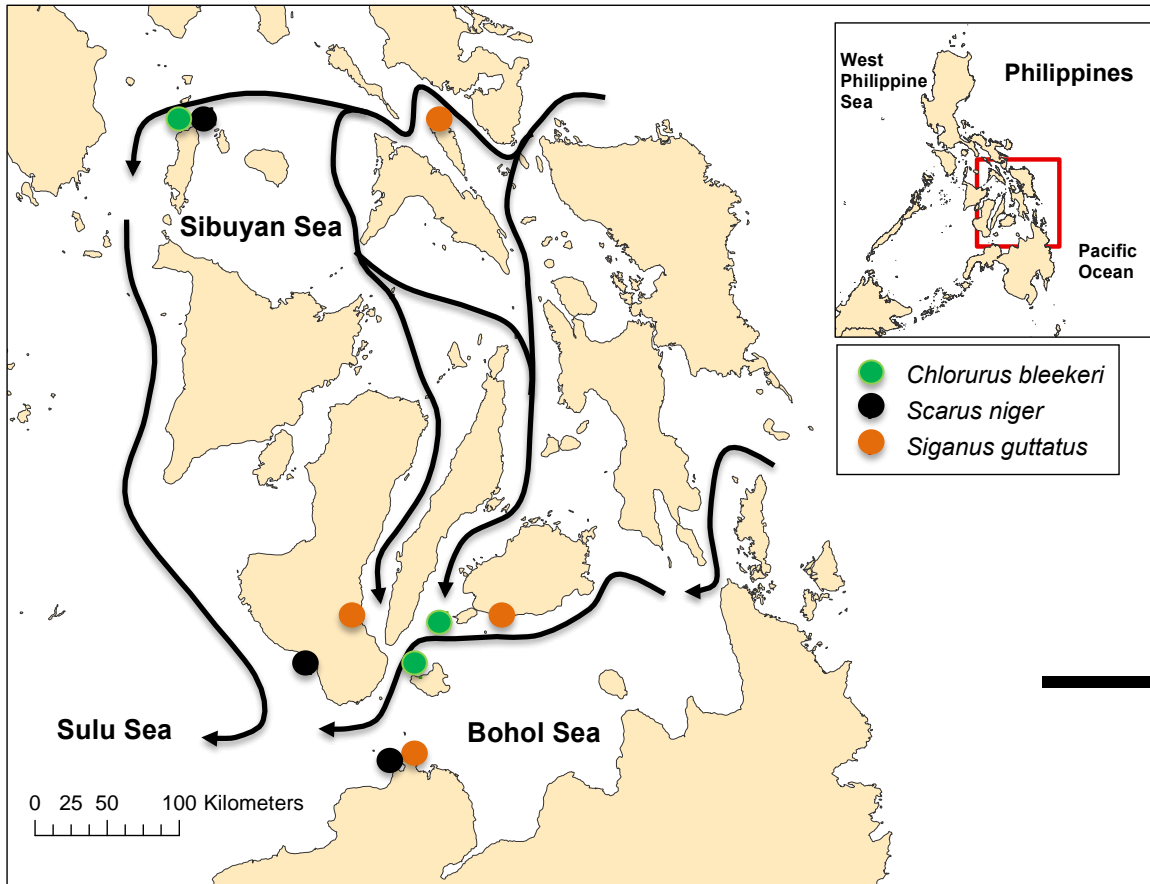 West
Philippine
Sea
Philippines
Pacific
Ocean
Sibuyan Sea
Chlorurus bleekeri
Scarus niger
Siganus guttatus
Sulu Sea
Bohol Sea
0 25 50 100 Kilometers